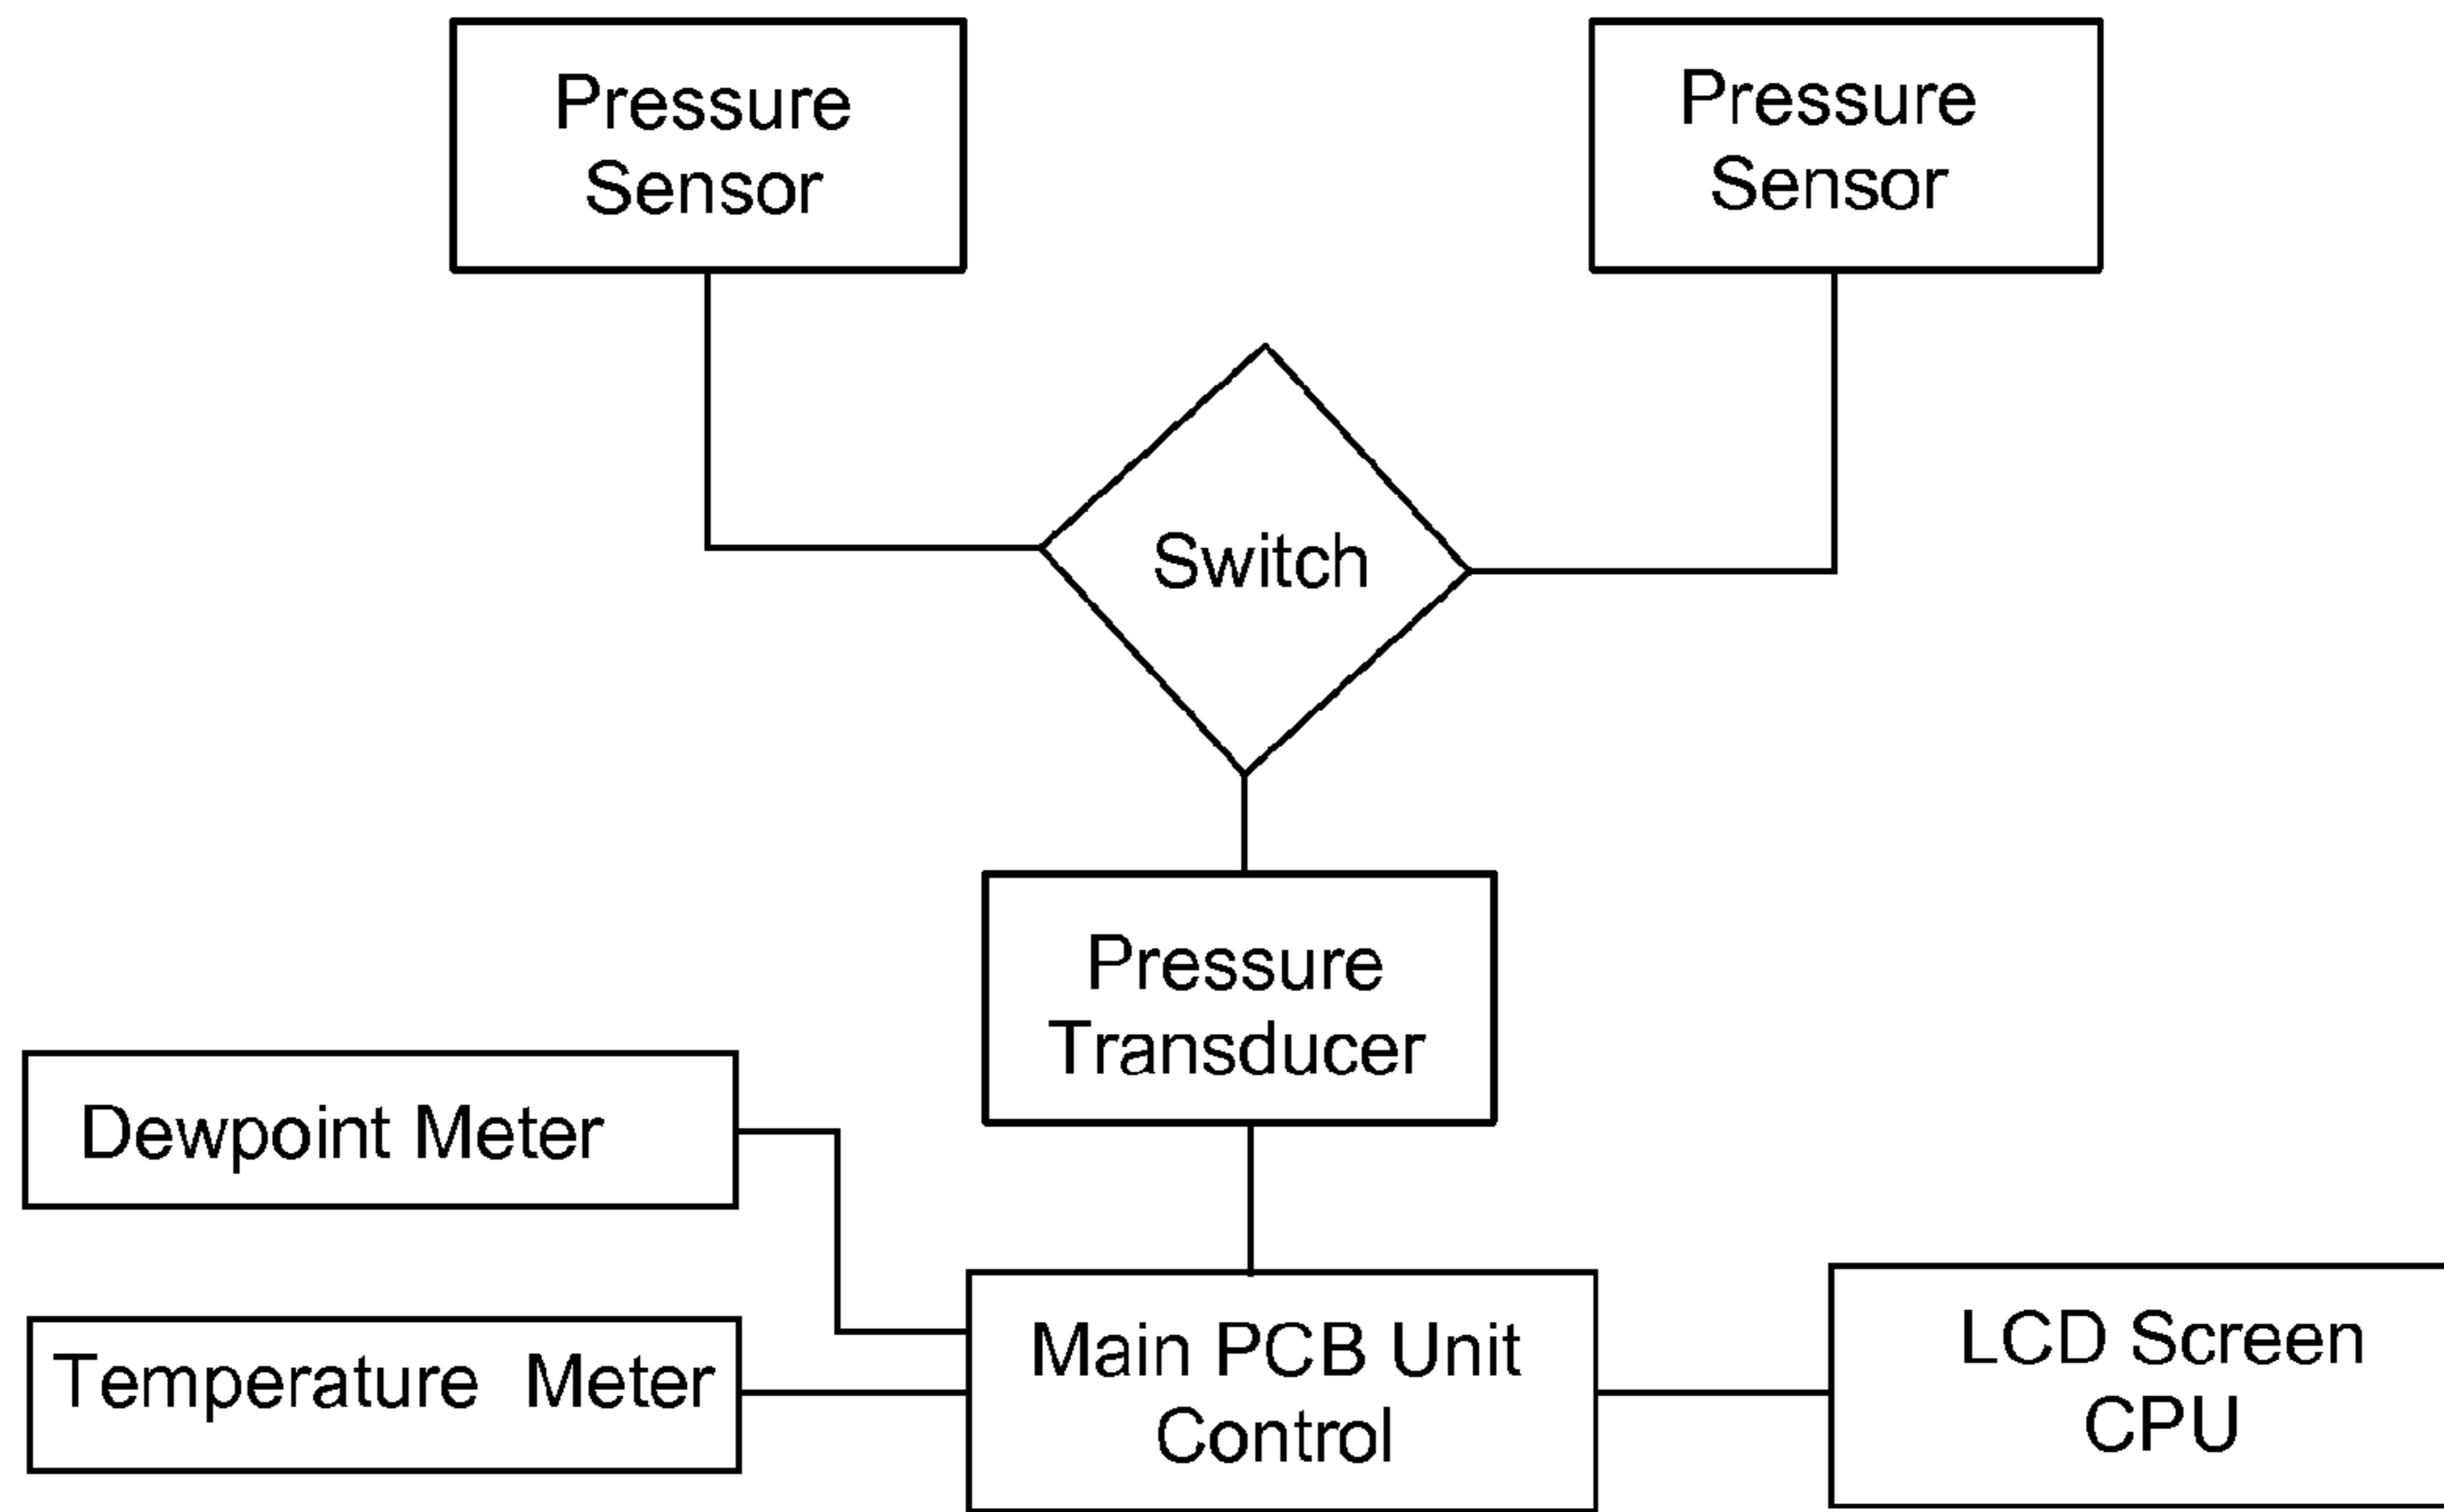 Pressure
Sensor
Pressure
Sensor
Switch
Pressure
Transducer
Dewpoint Meter
Temperature Meter
Main PCB Unit
Control
LCD Screen
CPU